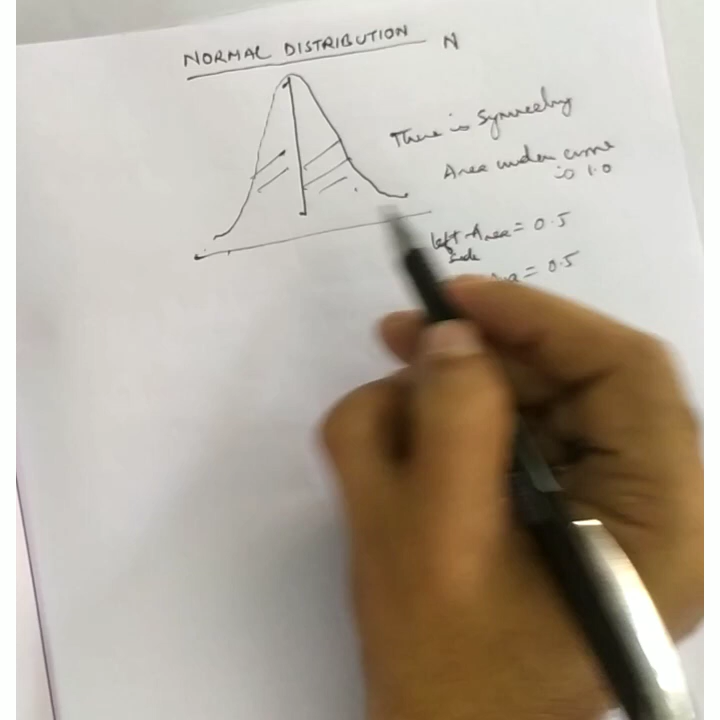 NORMAL DISTRIBUTION N
There is Symmetry
Area under curve
is 1.0
left Area = 0.5
side
= 0.5